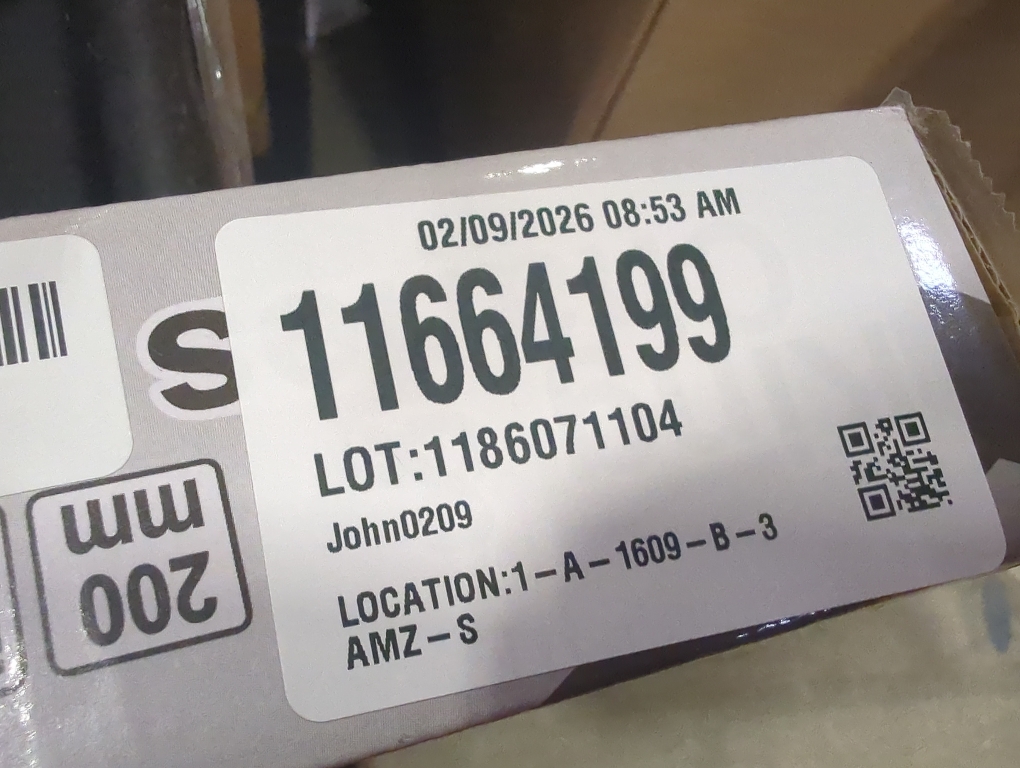 02/09/2026 08:53 AM
11664199
LOT:1186071104
John0209
LOCATION:1-A-1609-B-3
AMZ-S
S
200
mm